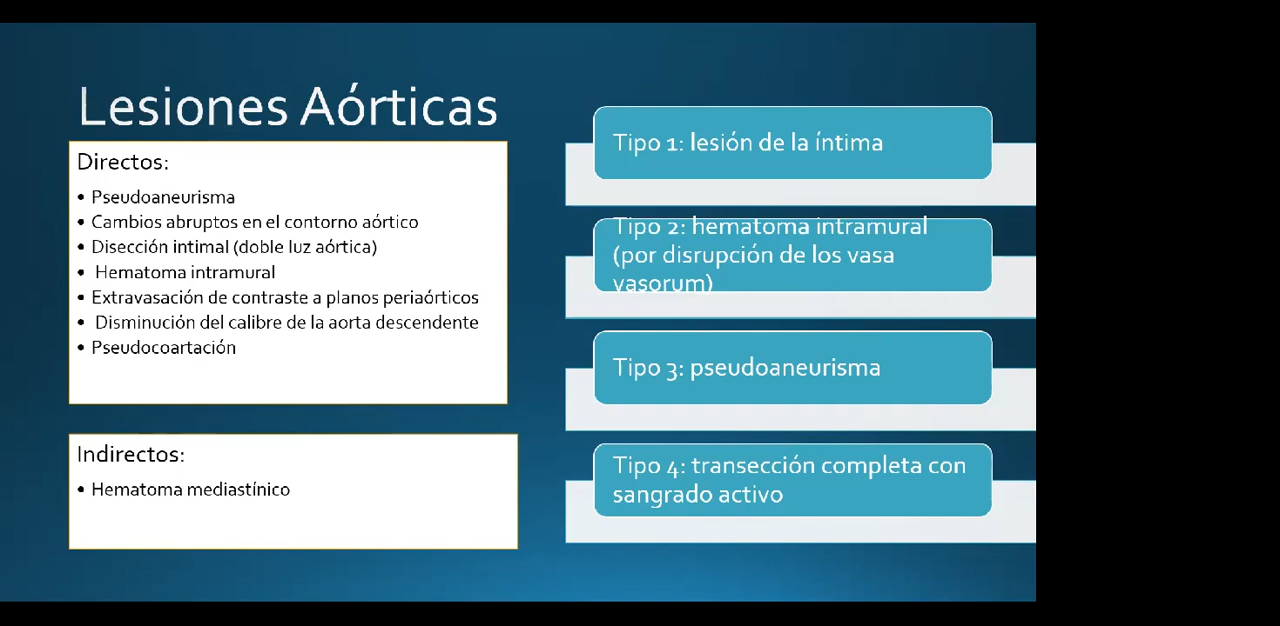 Lesiones Aórticas
Directos:
• Pseudoaneurisma
• Cambios abruptos en el contorno aórtico
• Disección intimal (doble luz aórtica)
• Hematoma intramural
• Extravasación de contraste a planos periaórticos
• Disminución del calibre de la aorta descendente
• Pseudocoartación
Indirectos:
• Hematoma mediastínico
Tipo 1: lesión de la íntima
Tipo 2: hematoma intramural
(por disrupción de los vasa
vasorum)
Tipo 3: pseudoaneurisma
Tipo 4: transección completa con
sangrado activo